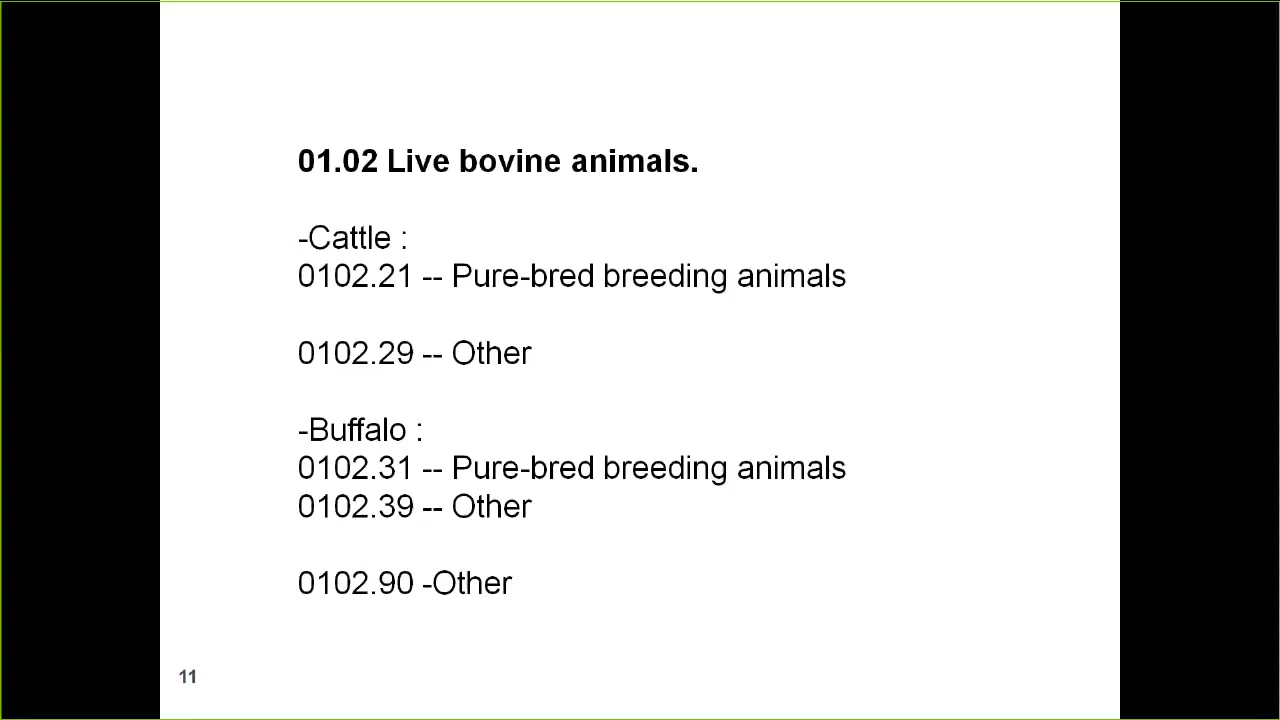 01.02 Live bovine animals.
-Cattle :
0102.21 -- Pure-bred breeding animals
0102.29 -- Other
-Buffalo :
0102.31 -- Pure-bred breeding animals
0102.39 -- Other
0102.90 -Other
11